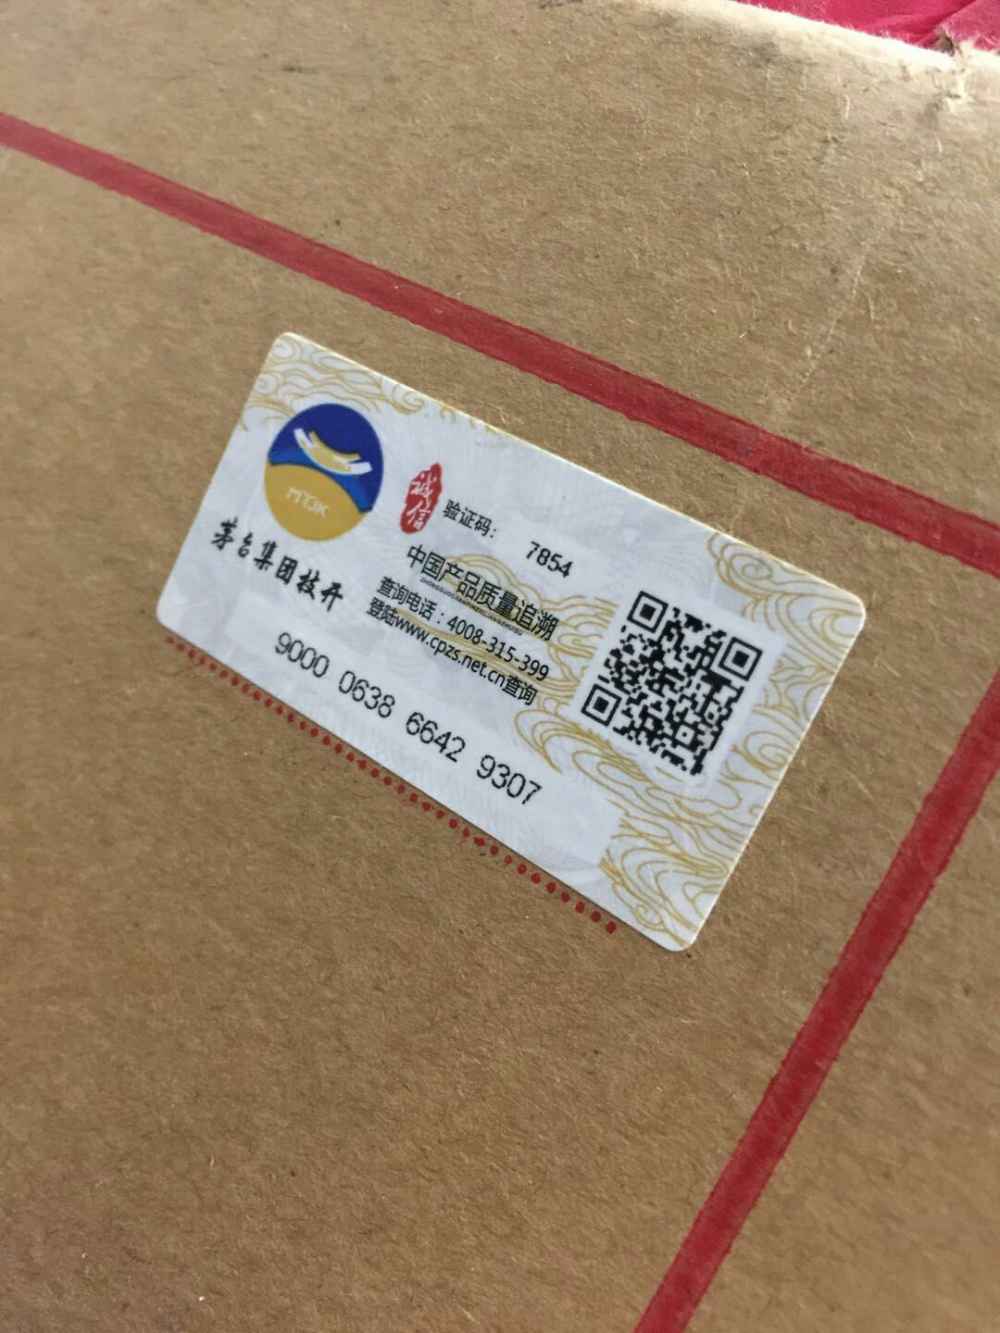 MTJK
茅台集团技开
诚信
验证码: 7854
中国产品质量追溯
查询电话：4008-315-399
登陆www.cpzs.net.cn查询
9000 0638 6642 9307